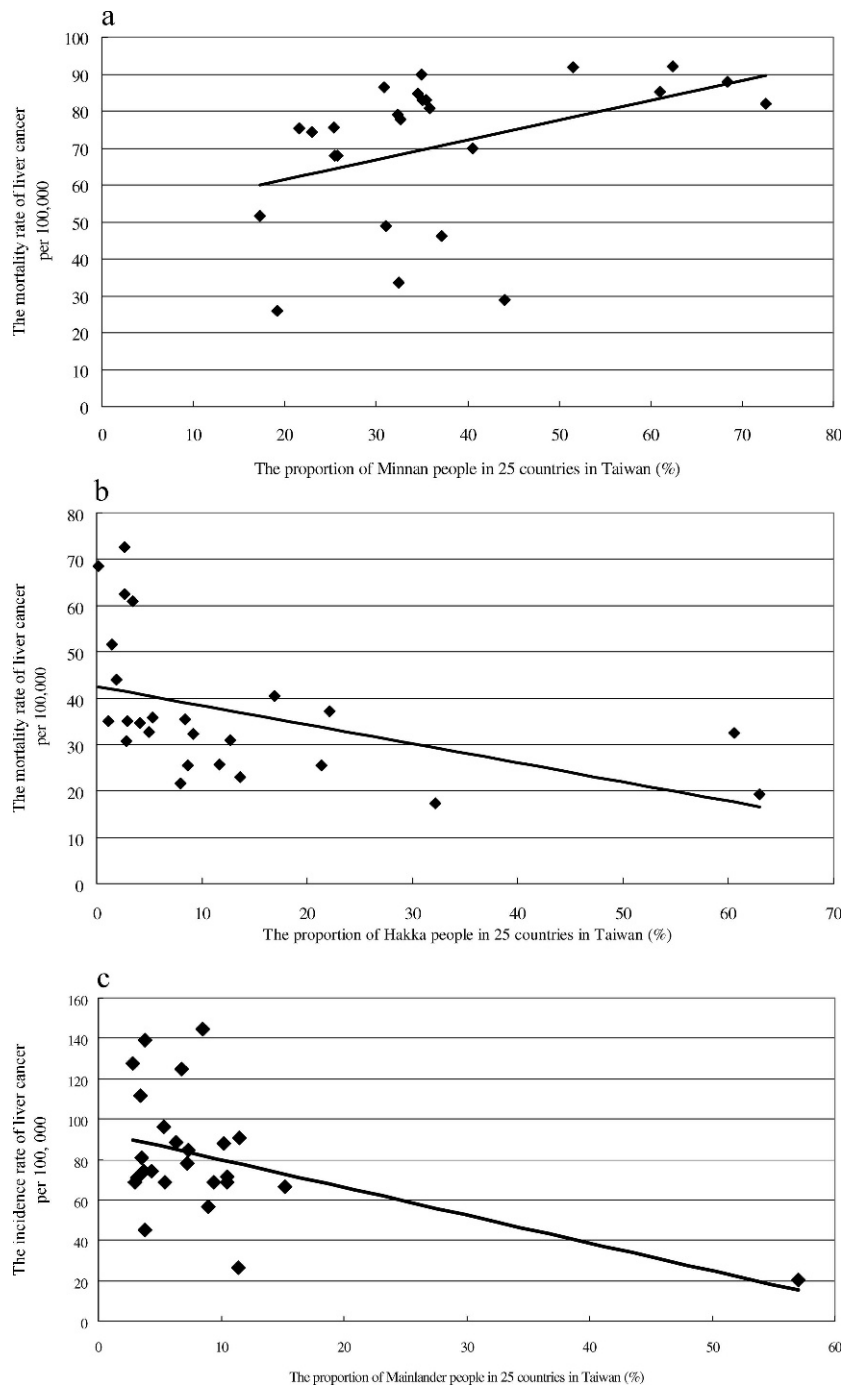 a
100
90
80
70
60
50
40
30
20
10
0
The mortality rate of liver cancer
per 100,000
0 10 20 30 40 50 60 70 80
The proportion of Minnan people in 25 countries in Taiwan (%)
b
80
70
60
50
40
30
20
10
0
The mortality rate of liver cancer
per 100,000
0 10 20 30 40 50 60 70
The proportion of Hakka people in 25 countries in Taiwan (%)
c
160
140
120
100
80
60
40
20
0
The incidence rate of liver cancer
per 100, 000
0 10 20 30 40 50 60
The proportion of Mainlander people in 25 countries in Taiwan (%)